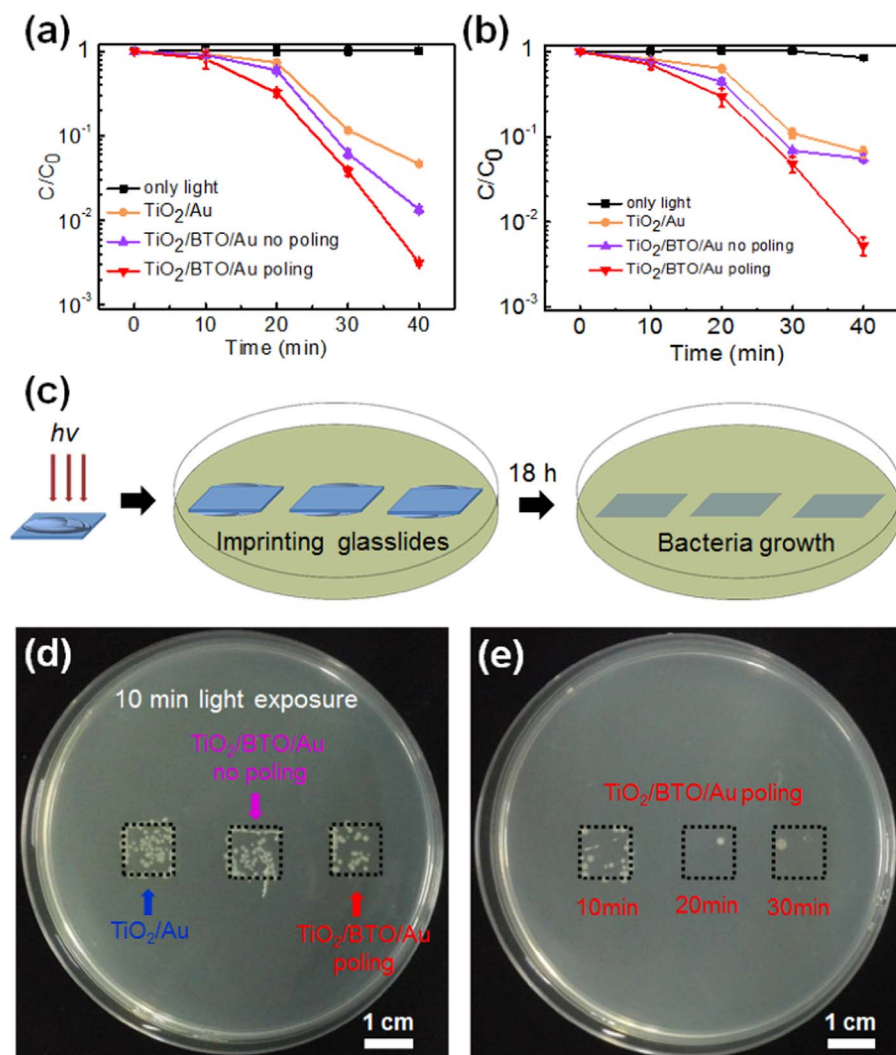 (a)
1
10⁻¹
10⁻²
10⁻³
C/C₀
only light
TiO₂/Au
TiO₂/BTO/Au no poling
TiO₂/BTO/Au poling
0 10 20 30 40
Time (min)
(b)
1
10⁻¹
10⁻²
10⁻³
C/C₀
only light
TiO₂/Au
TiO₂/BTO/Au no poling
TiO₂/BTO/Au poling
0 10 20 30 40
Time (min)
(c)
hν
Imprinting glasslides
18 h
Bacteria growth
(d)
10 min light exposure
TiO₂/BTO/Au
no poling
TiO₂/Au
TiO₂/BTO/Au
poling
1 cm
(e)
TiO₂/BTO/Au poling
10min 20min 30min
1 cm